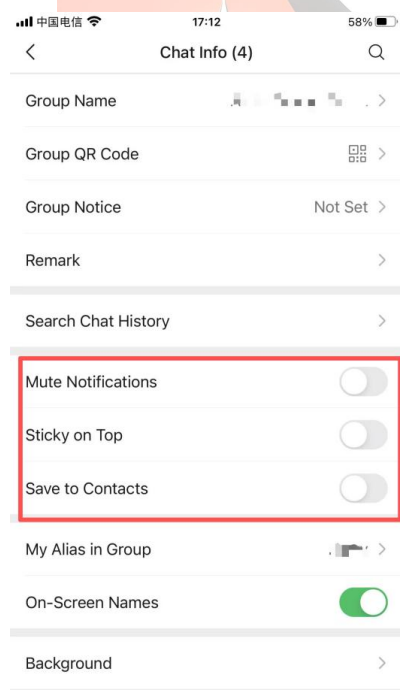 中国电信 17:12 58%
Chat Info (4)
Group Name
Group QR Code
Group Notice Not Set
Remark
Search Chat History
Mute Notifications
Sticky on Top
Save to Contacts
My Alias in Group
On-Screen Names
Background